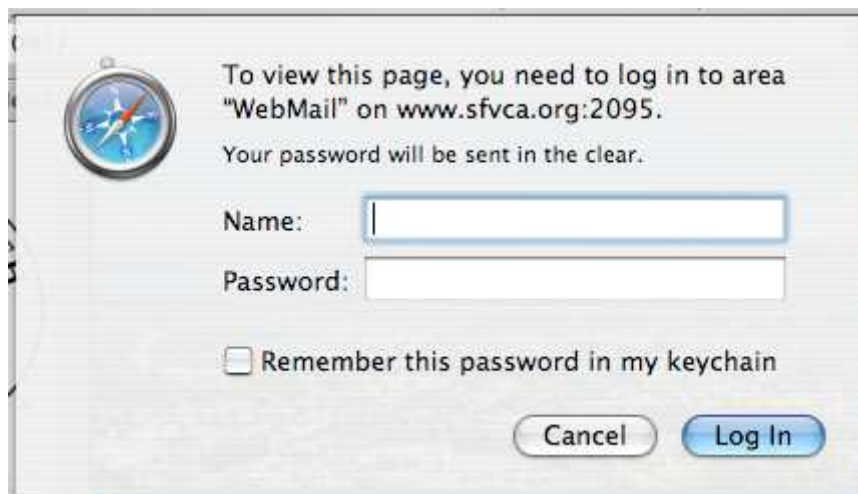 To view this page, you need to log in to area
“WebMail” on www.sfvca.org:2095.
Your password will be sent in the clear.
Name:
Password:
Remember this password in my keychain
Cancel
Log In